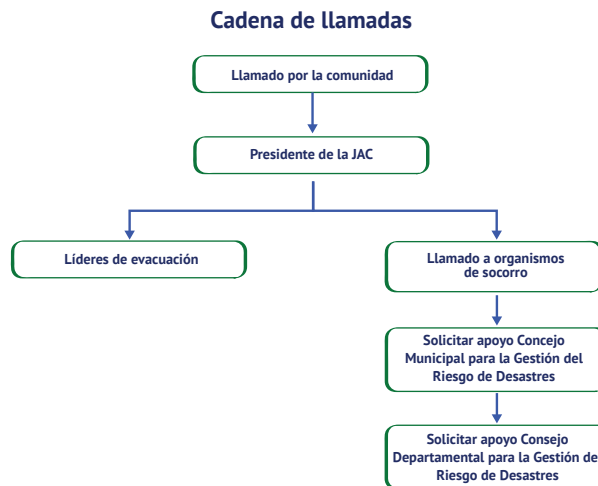 Cadena de llamadas
Llamado por la comunidad
Presidente de la JAC
Líderes de evacuación
Llamado a organismos
de socorro
Solicitar apoyo Concejo
Municipal para la Gestión del
Riesgo de Desastres
Solicitar apoyo Consejo
Departamental para la Gestión de
Riesgo de Desastres